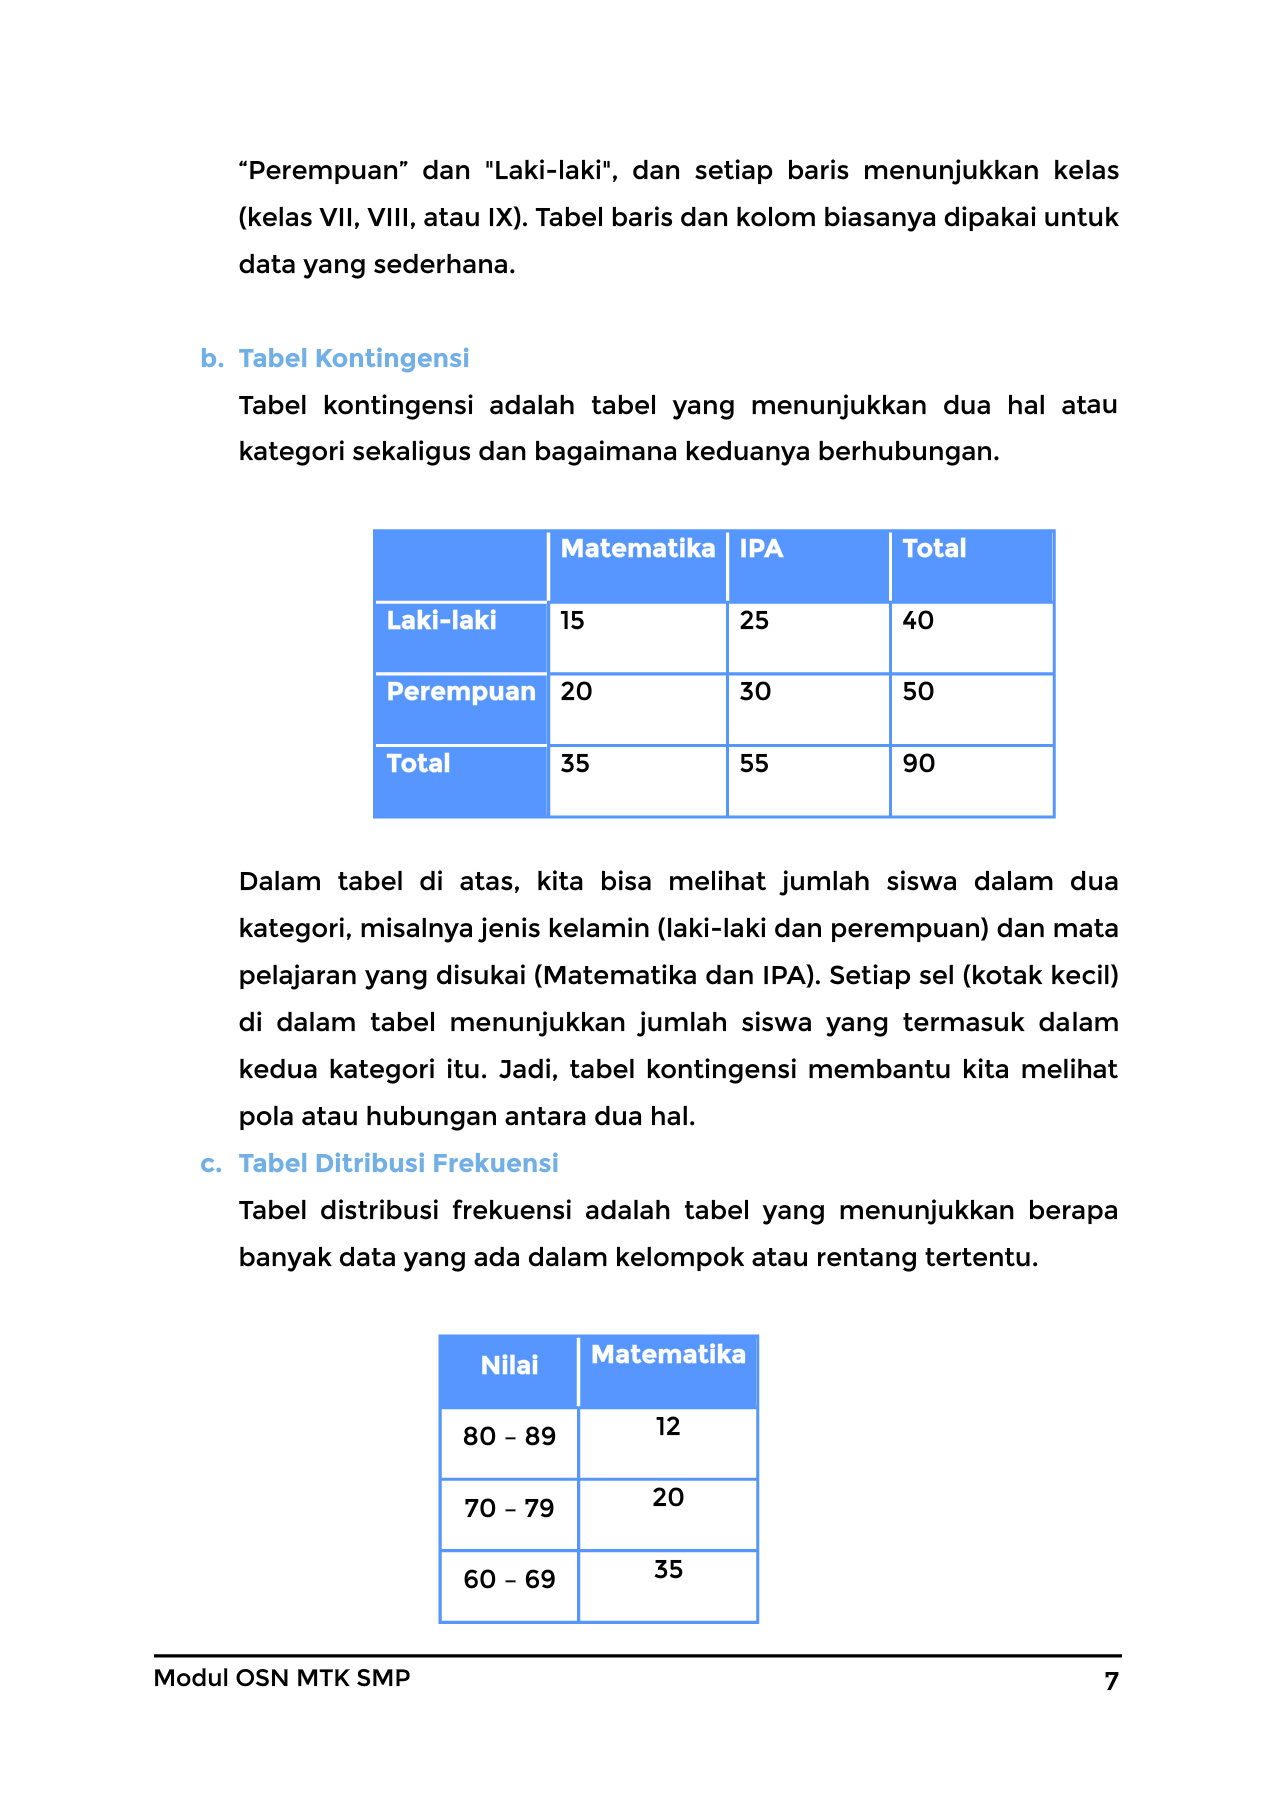 “Perempuan” dan "Laki-laki", dan setiap baris menunjukkan kelas
(kelas VII, VIII, atau IX). Tabel baris dan kolom biasanya dipakai untuk
data yang sederhana.
b. Tabel Kontingensi
Tabel kontingensi adalah tabel yang menunjukkan dua hal atau
kategori sekaligus dan bagaimana keduanya berhubungan.
Matematika IPA Total
Laki-laki 15 25 40
Perempuan 20 30 50
Total 35 55 90
Dalam tabel di atas, kita bisa melihat jumlah siswa dalam dua
kategori, misalnya jenis kelamin (laki-laki dan perempuan) dan mata
pelajaran yang disukai (Matematika dan IPA). Setiap sel (kotak kecil)
di dalam tabel menunjukkan jumlah siswa yang termasuk dalam
kedua kategori itu. Jadi, tabel kontingensi membantu kita melihat
pola atau hubungan antara dua hal.
c. Tabel Ditribusi Frekuensi
Tabel distribusi frekuensi adalah tabel yang menunjukkan berapa
banyak data yang ada dalam kelompok atau rentang tertentu.
Nilai Matematika
80 – 89 12
70 – 79 20
60 – 69 35
Modul OSN MTK SMP 7